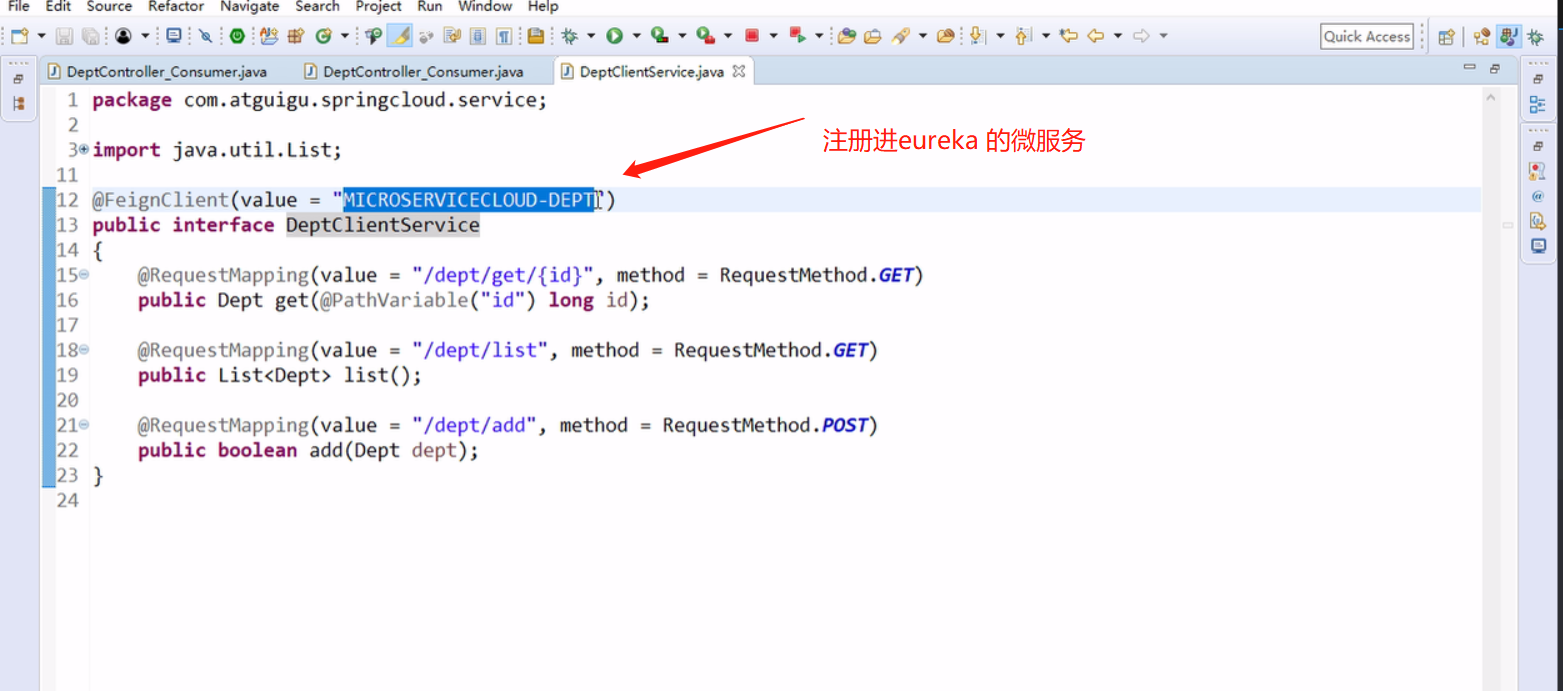 File Edit Source Refactor Navigate Search Project Run Window Help
Quick Access
DeptController_Consumer.java DeptController_Consumer.java DeptClientService.java
1 package com.atguigu.springcloud.service;
2
3 import java.util.List;
注册进eureka 的微服务
11
12 @FeignClient(value = "MICROSERVICECLOUD-DEPT")
13 public interface DeptClientService
14 {
15 @RequestMapping(value = "/dept/get/{id}", method = RequestMethod.GET)
16 public Dept get(@PathVariable("id") long id);
17
18 @RequestMapping(value = "/dept/list", method = RequestMethod.GET)
19 public List<Dept> list();
20
21 @RequestMapping(value = "/dept/add", method = RequestMethod.POST)
22 public boolean add(Dept dept);
23 }
24